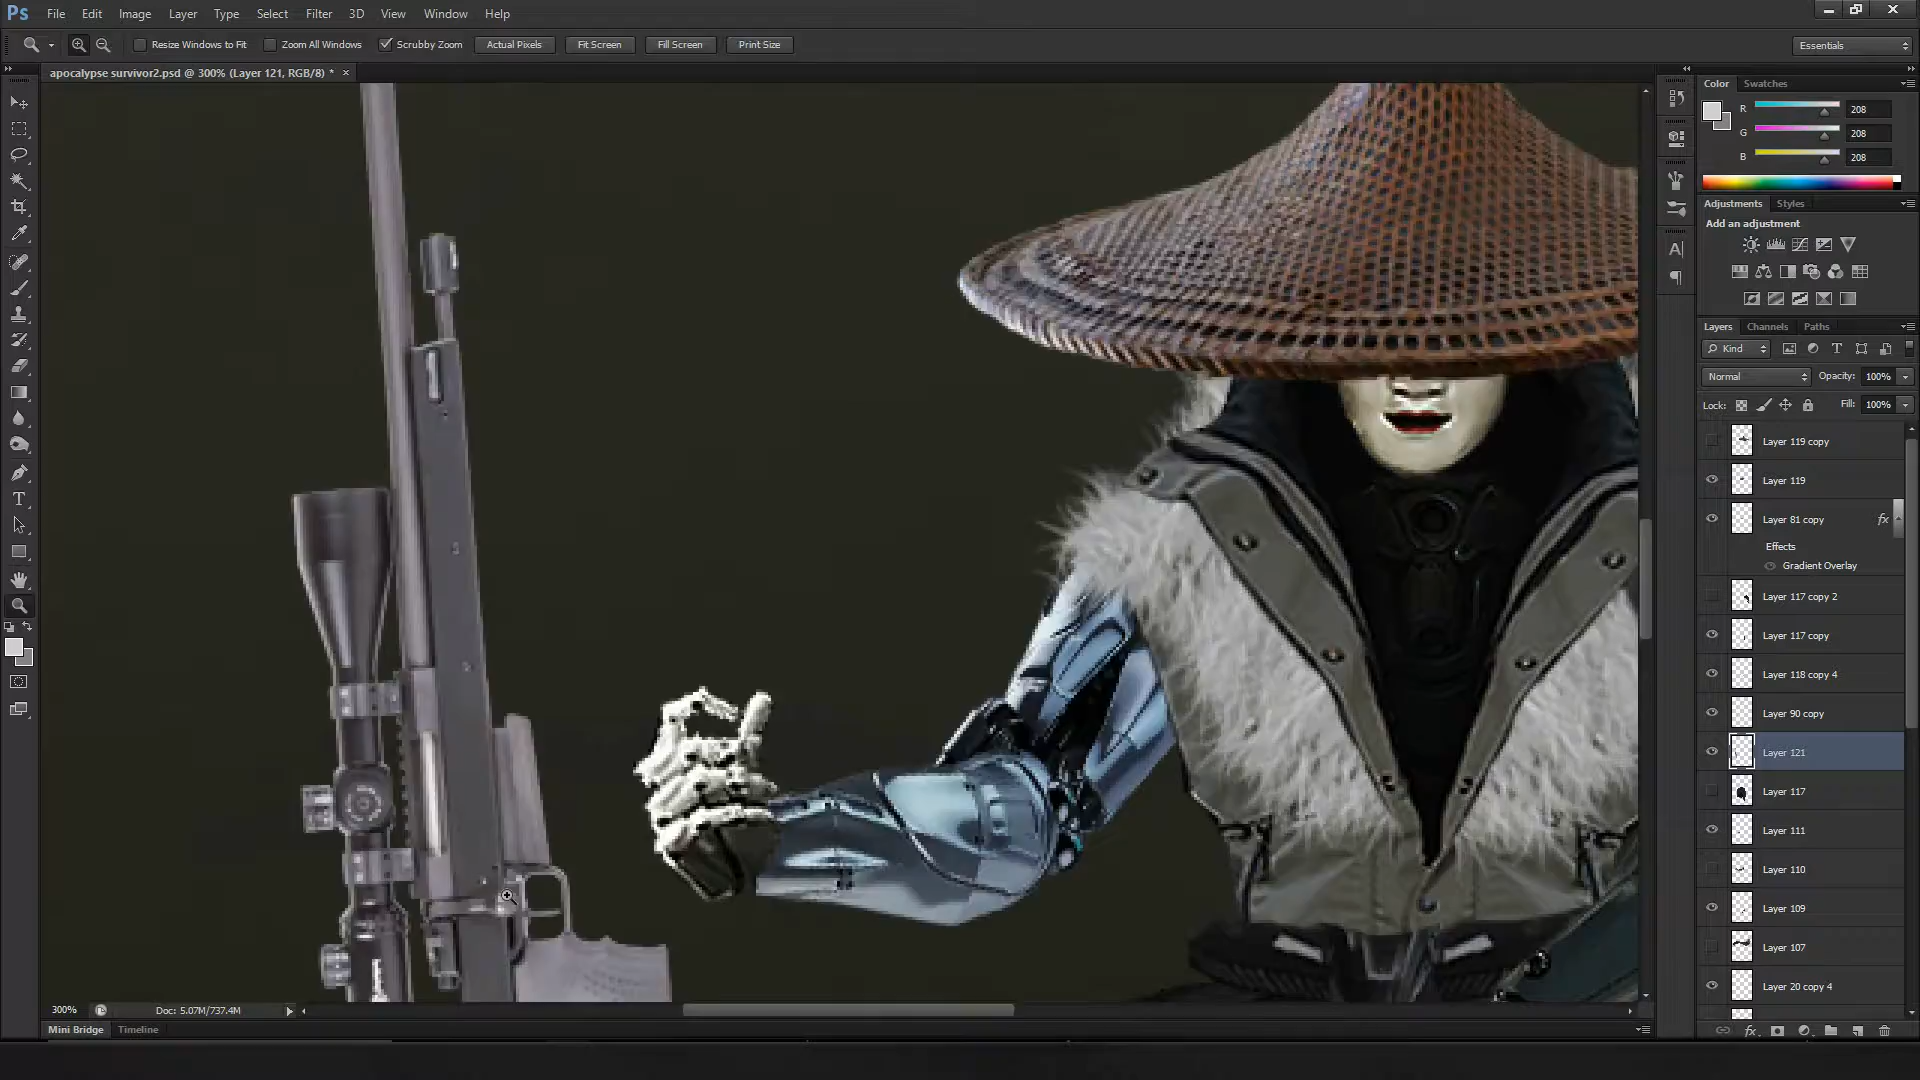 Ps File Edit Image Layer Type Select Filter 3D View Window Help
Resize Windows to Fit Zoom All Windows Scrubby Zoom Actual Pixels Fit Screen Fill Screen Print Size Essentials
apocalypse survivor2.psd @ 300% (Layer 121, RGB/8) * ×
Color Swatches
R 208
G 208
B 208
Adjustments Styles
Add an adjustment
Layers Channels Paths
Kind
Normal Opacity: 100%
Lock: Fill: 100%
Layer 119 copy
Layer 119
Layer 81 copy fx
Effects
Gradient Overlay
Layer 117 copy 2
Layer 117 copy
Layer 118 copy 4
Layer 90 copy
Layer 121
Layer 117
Layer 111
Layer 110
Layer 109
Layer 107
Layer 20 copy 4
300% Doc: 5.07M/737.4M
Mini Bridge Timeline